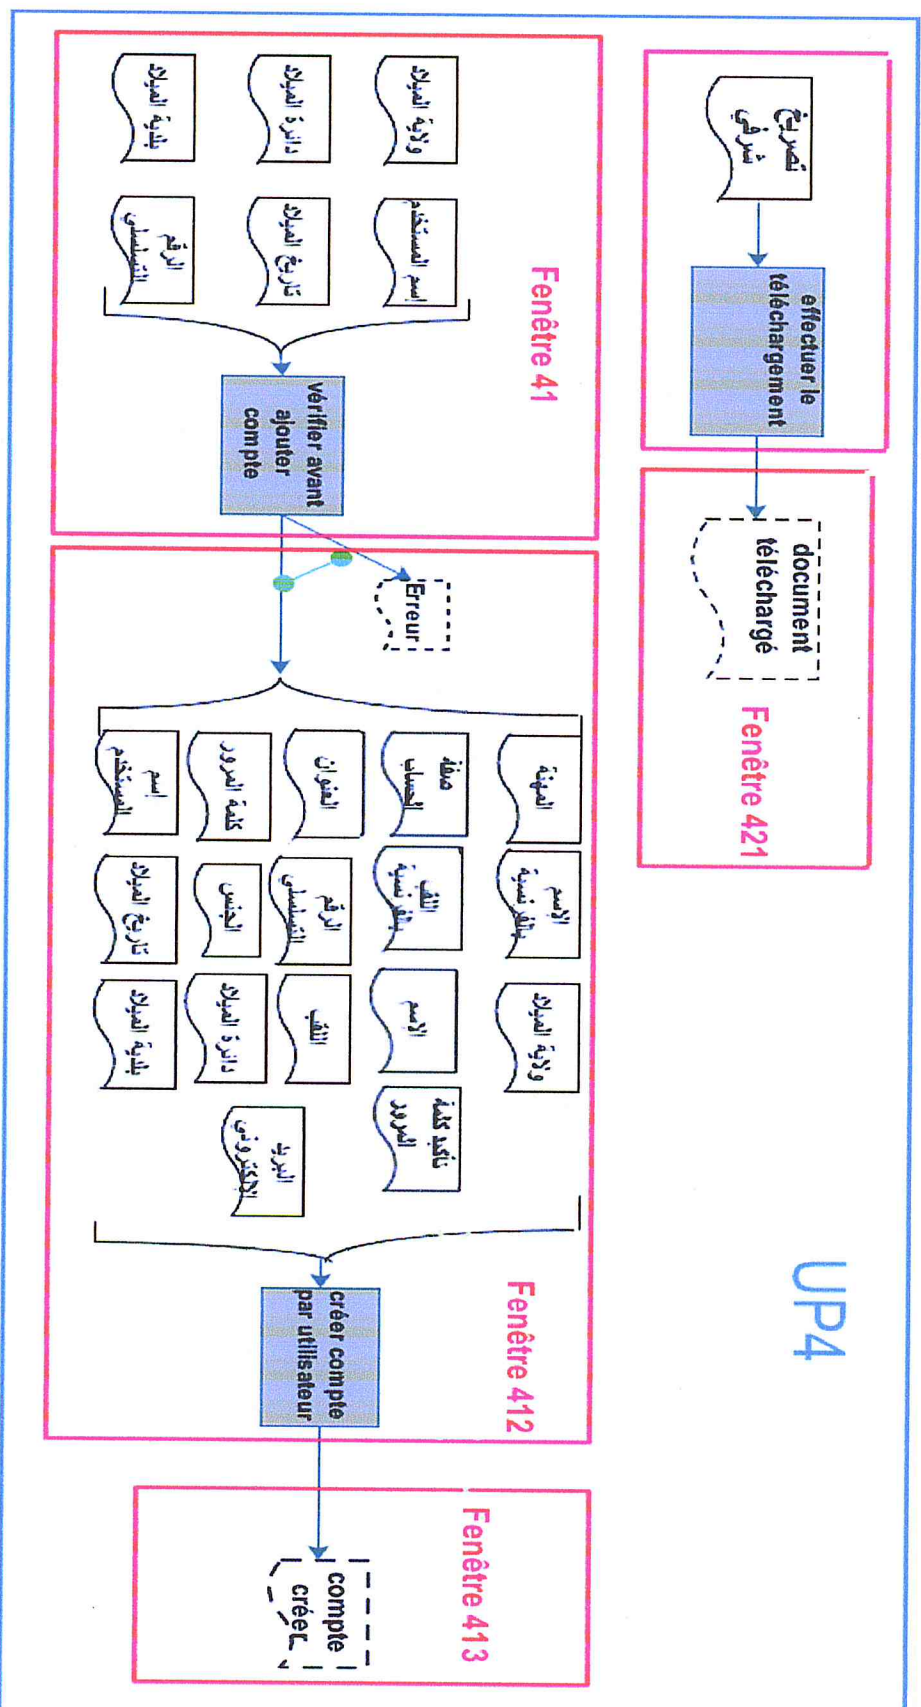 UP4
تصريح
شرفي
effectuer le
téléchargement
document
téléchargé
Fenêtre 421
Fenêtre 41
ولاية الميلاد
دائرة الميلاد
بلدية الميلاد
إسم المستخدم
تاريخ الميلاد
الرقم
التسلسلي
vérifier avant
ajouter
compte
Erreur
المهنة
صفة
الحساب
العنوان
كلمة المرور
إسم
المستخدم
الإسم
بالفرنسية
اللقب
بالفرنسية
الرقم
التسلسلي
الجنس
تاريخ الميلاد
ولاية الميلاد
الإسم
اللقب
دائرة الميلاد
بلدية الميلاد
تأكيد كلمة
المرور
البريد
الإلكتروني
Fenêtre 412
créer compte
par utilisateur
Fenêtre 413
compte
créer